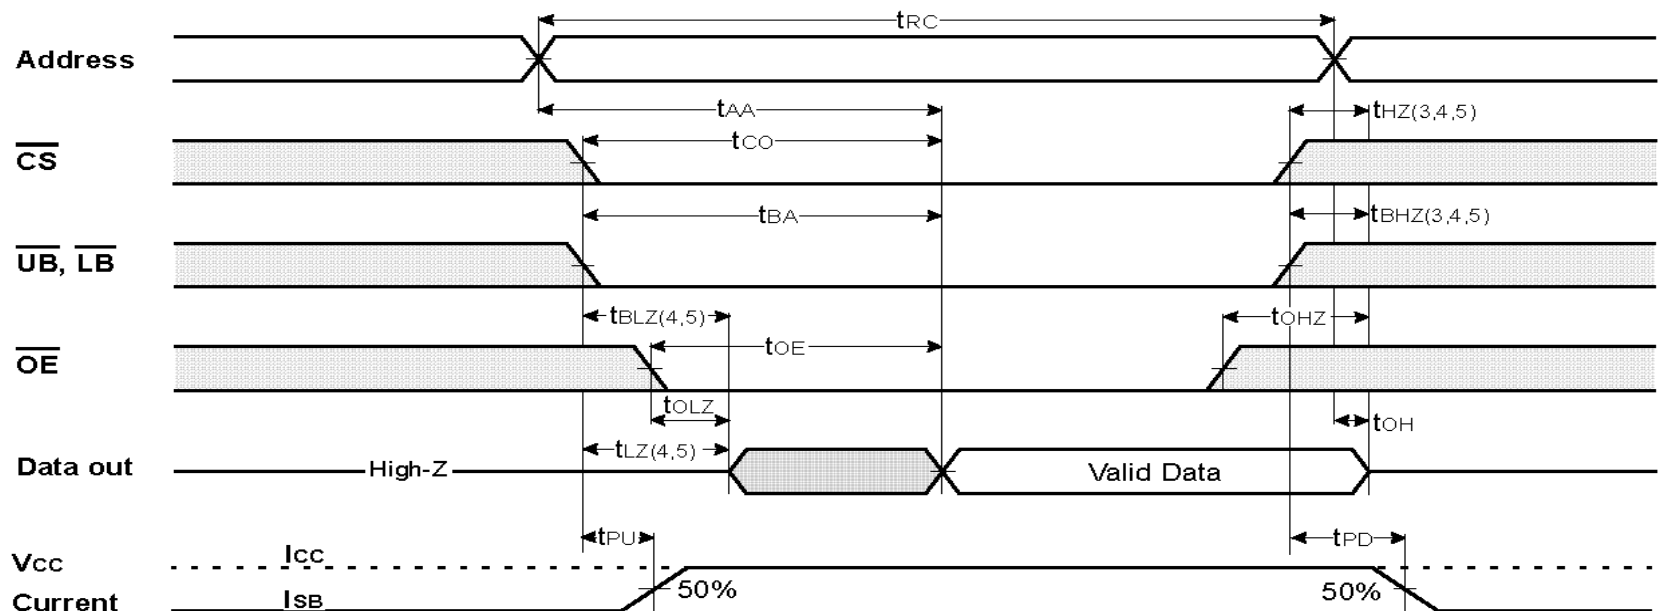 tRC
Address
tAA
tHZ(3,4,5)
tCO
CS
tBA
tBHZ(3,4,5)
UB, LB
tBLZ(4,5)
tOHZ
tOE
OE
tOLZ
tOH
tLZ(4,5)
Data out
High-Z
Valid Data
tPU
tPD
VCC
ICC
50%
50%
Current
ISB